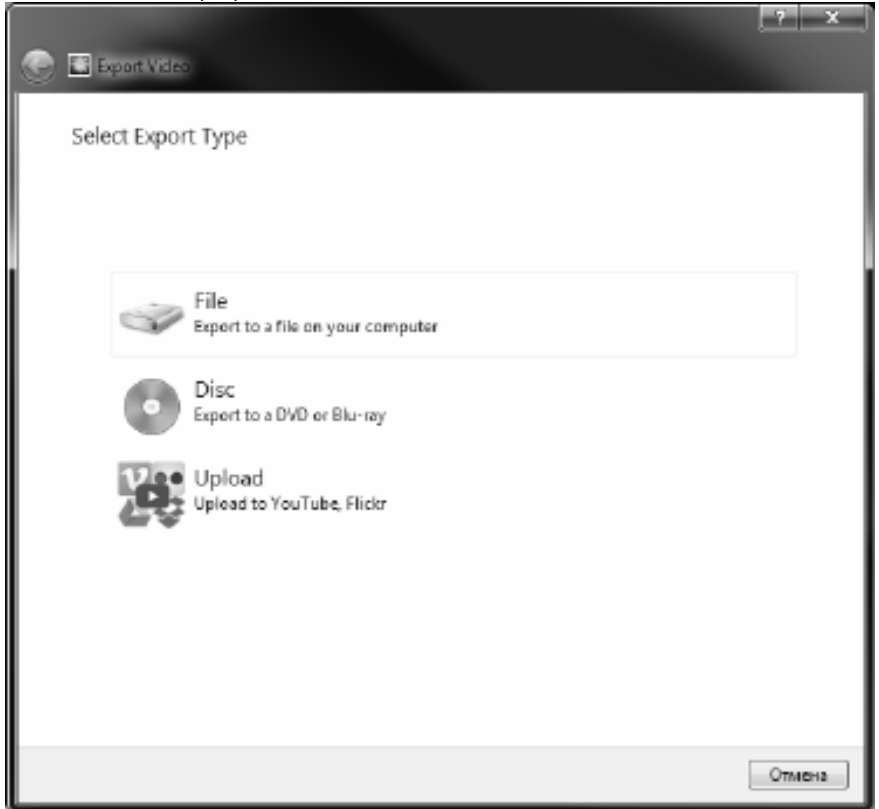 ? x
Export Video
Select Export Type
File
Export to a file on your computer
Disc
Export to a DVD or Blu-ray
Upload
Upload to YouTube, Flickr
Отмена